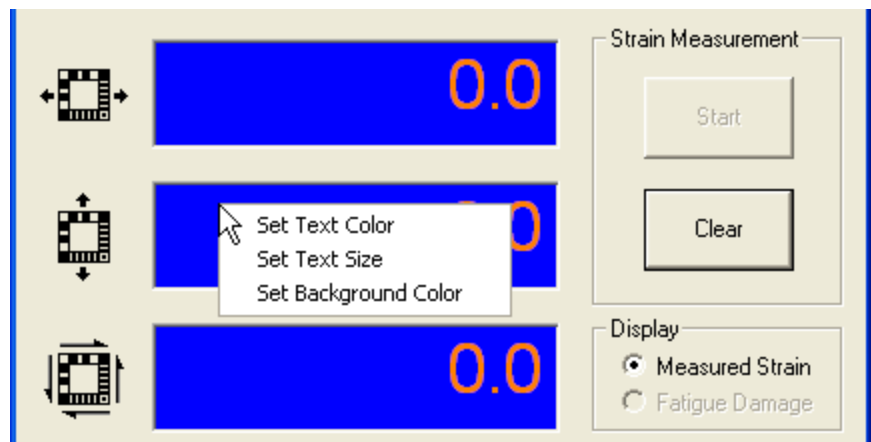 0.0
Strain Measurement
Start
Set Text Color
Set Text Size
Set Background Color
0
Clear
0.0
Display
Measured Strain
Fatigue Damage